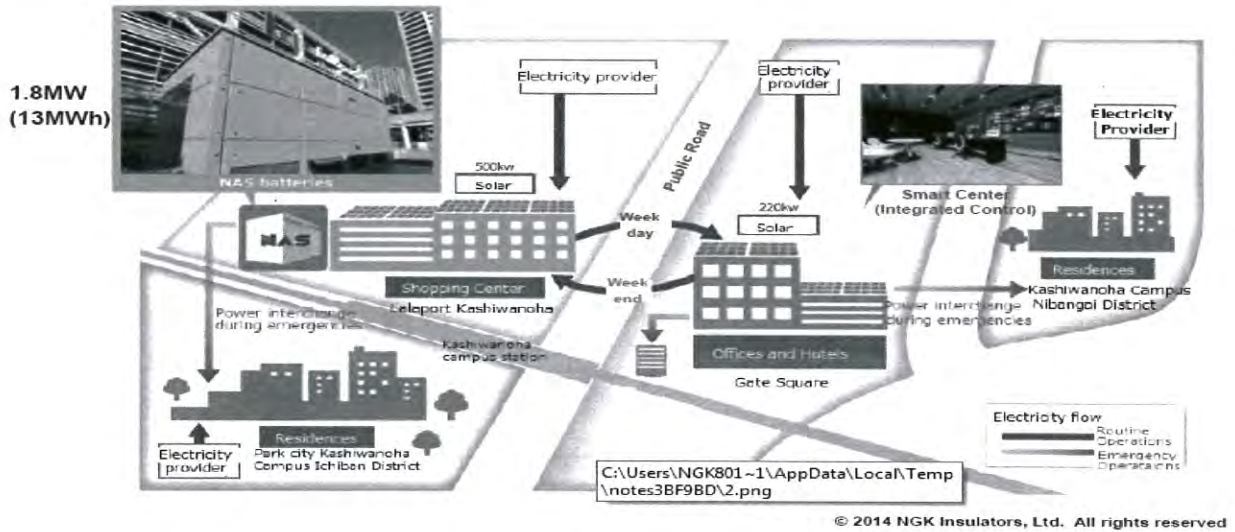 1.8MW
(13MWh)
NAS batteries
NAS
Electricity provider
500kw
Solar
Shopping Center
Lalaport Kashiwanoha
Public Road
Week
day
Week
end
Electricity
provider
220kw
Solar
Offices and Hotels
Gate Square
Smart Center
(Integrated Control)
Electricity
Provider
Residences
Kashiwanoha Campus
Nibangai District
Power interchange
during emergencies
Power interchange
during emergencies
Kashiwanoha
campus station
Residences
Park city Kashiwanoha
Campus Ichiban District
Electricity
provider
Electricity flow
Routine
Operations
Emergency
Operataions
C:\Users\NGK801~1\AppData\Local\Temp
\notes3BF9BD\2.png
© 2014 NGK Insulators, Ltd. All rights reserved